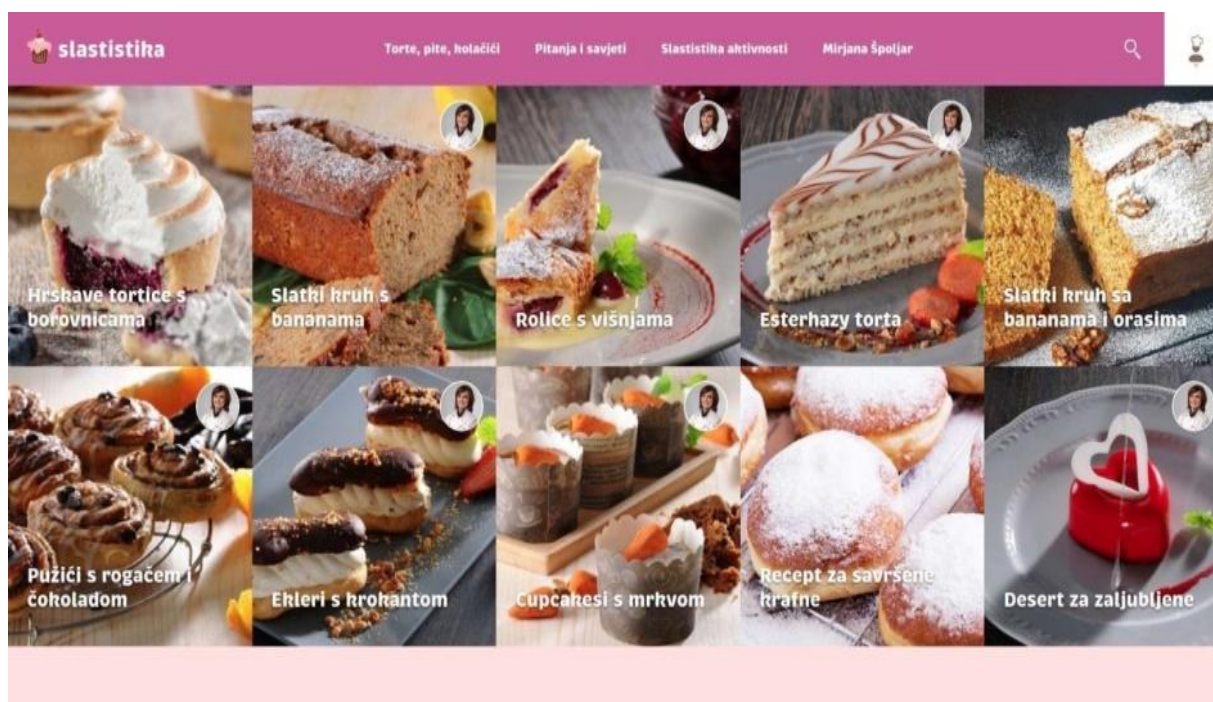 slastistika
Torte, pite, kolačići
Pitanja i savjeti
Slastistika aktivnosti
Mirjana Špoljar
Hrskave tortice s
borovnicama
Slatki kruh s
bananama
Rolice s višnjama
Esterhazy torta
Slatki kruh sa
bananama i orasima
Pužići s rogačem i
čokoladom
Ekleri s krokantom
Cupcakesi s mrkvom
Recept za savršene
krafne
Desert za zaljubljene